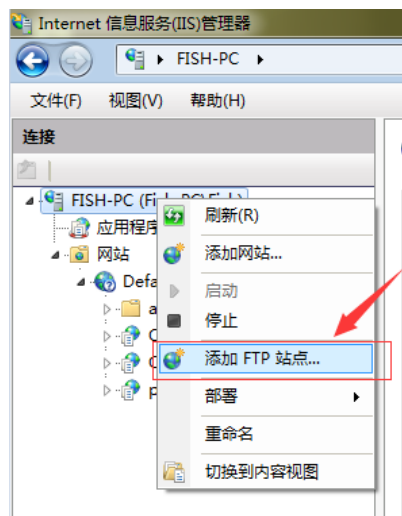 Internet 信息服务(IIS)管理器
FISH-PC
文件(F) 视图(V) 帮助(H)
连接
FISH-PC
刷新(R)
应用程序
添加网站...
网站
启动
停止
添加 FTP 站点...
部署
重命名
切换到内容视图